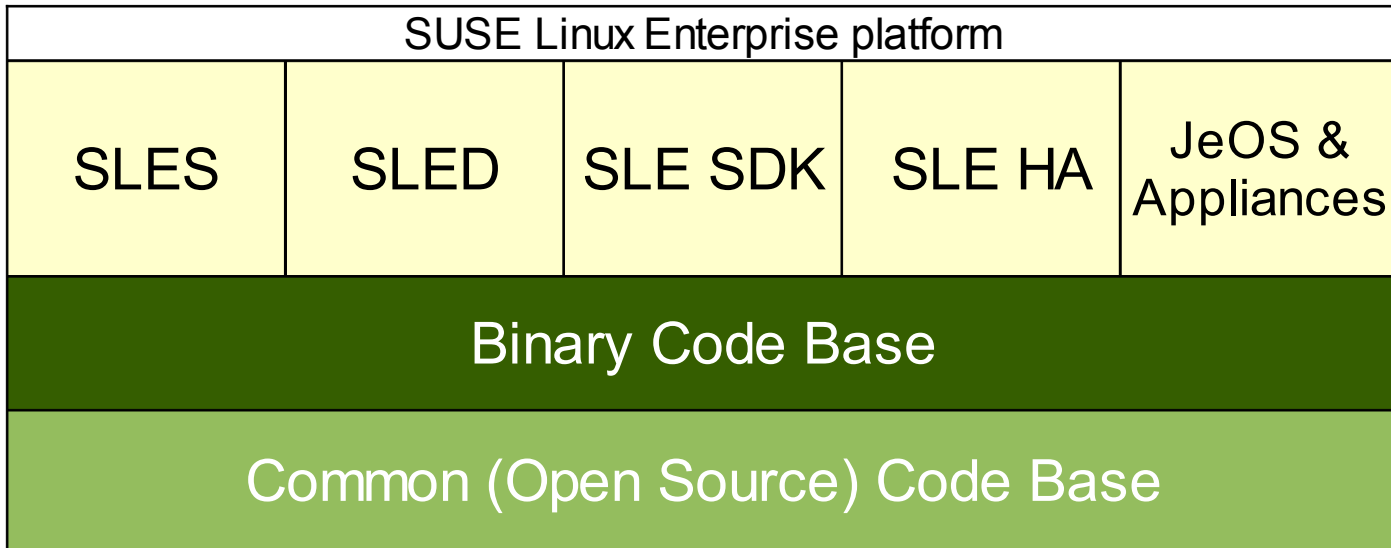 SUSE Linux Enterprise platform
SLES
SLED
SLE SDK
SLE HA
JeOS &
Appliances
Binary Code Base
Common (Open Source) Code Base